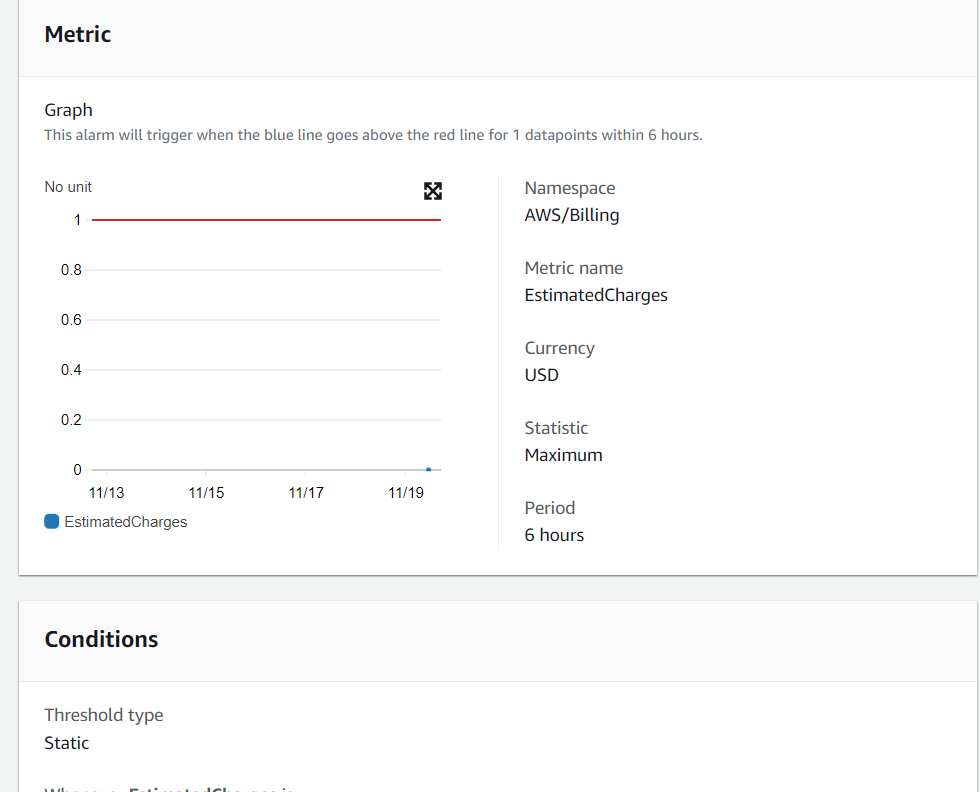 Metric
Graph
This alarm will trigger when the blue line goes above the red line for 1 datapoints within 6 hours.
No unit
1
0.8
0.6
0.4
0.2
0
11/13 11/15 11/17 11/19
EstimatedCharges
Namespace
AWS/Billing
Metric name
EstimatedCharges
Currency
USD
Statistic
Maximum
Period
6 hours
Conditions
Threshold type
Static
Whenever EstimatedCharges is